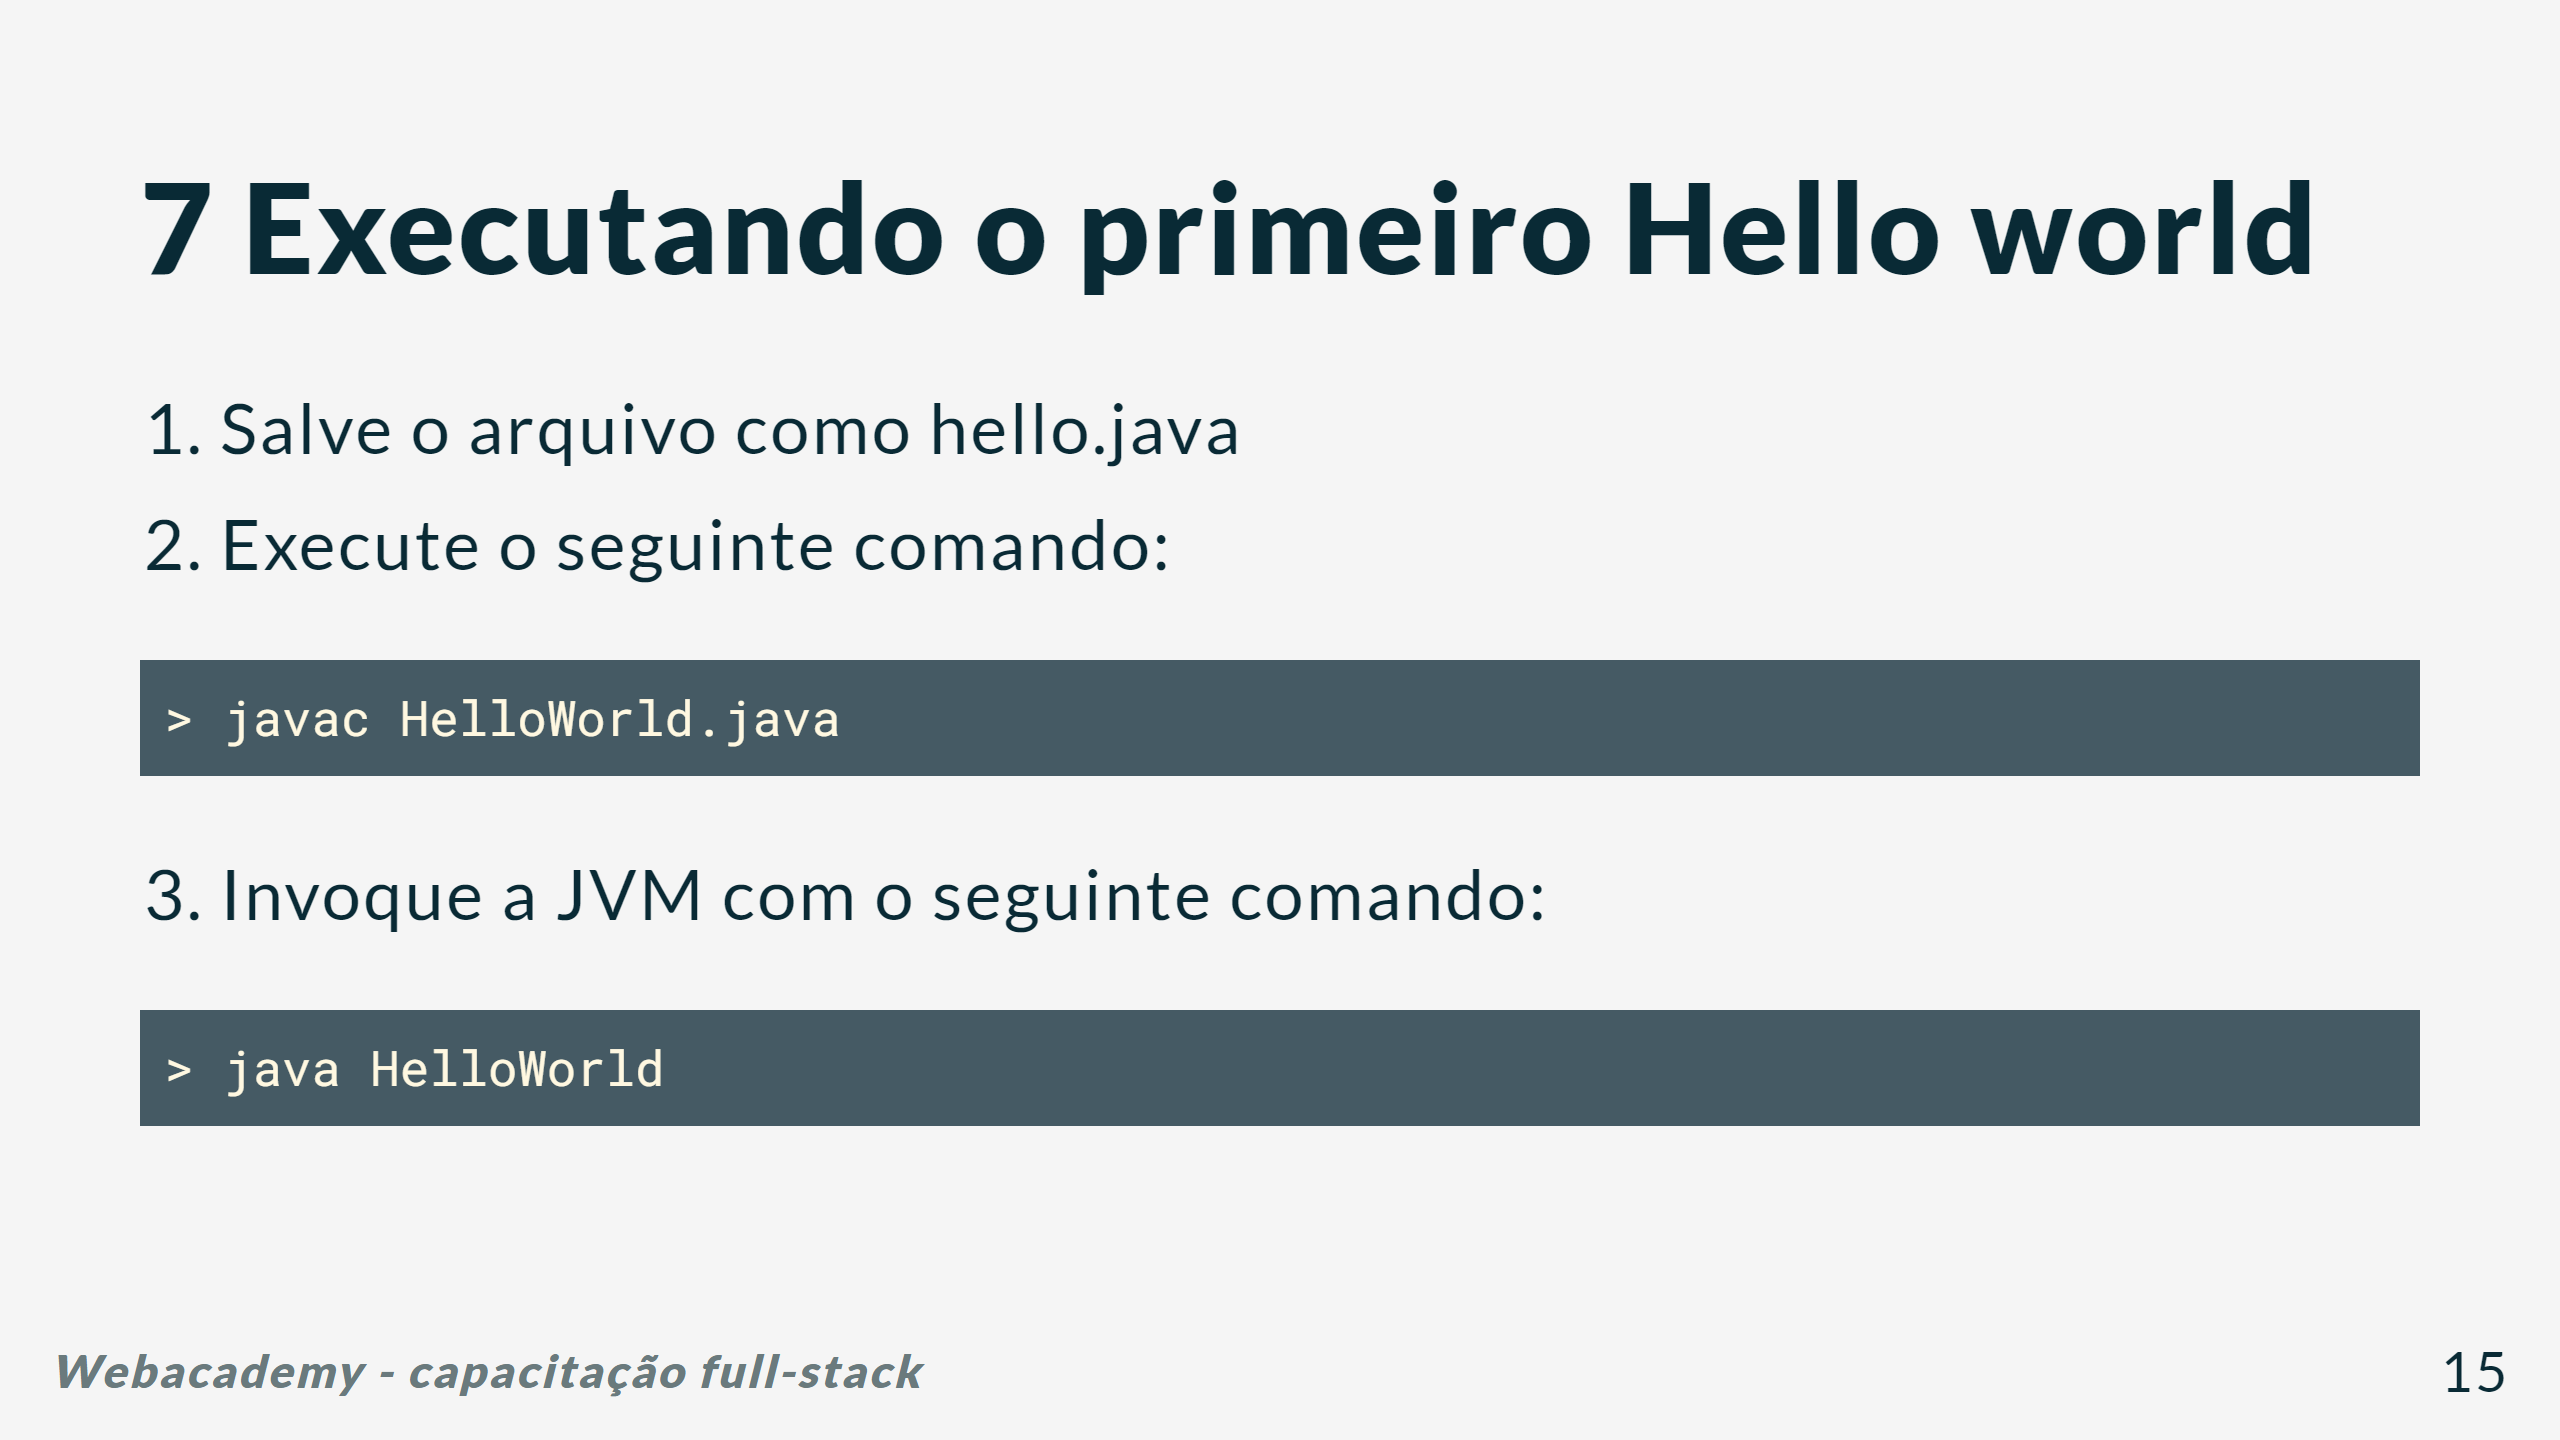 7 Executando o primeiro Hello world
1. Salve o arquivo como hello.java
2. Execute o seguinte comando:
> javac HelloWorld.java
3. Invoque a JVM com o seguinte comando:
> java HelloWorld
Webacademy - capacitação full-stack
15